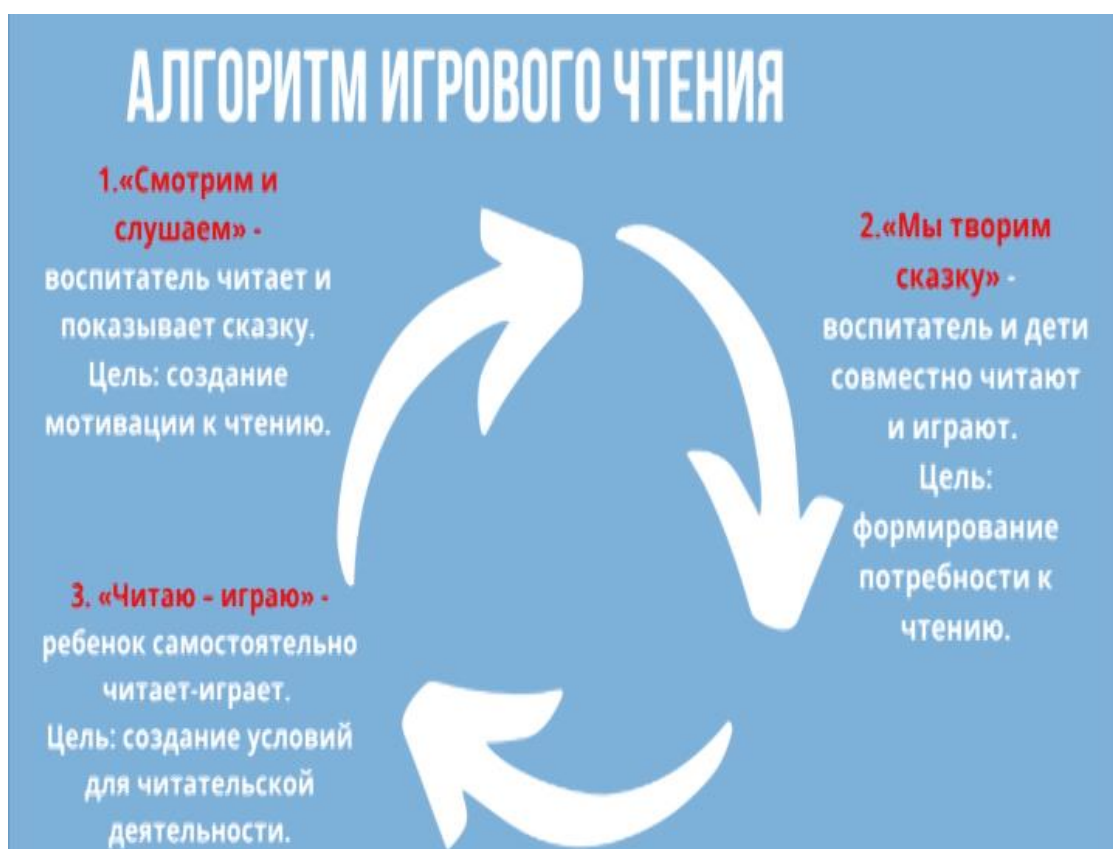 АЛГОРИТМ ИГРОВОГО ЧТЕНИЯ
1.«Смотрим и
слушаем» -
воспитатель читает и
показывает сказку.
Цель: создание
мотивации к чтению.
2.«Мы творим
сказку» -
воспитатель и дети
совместно читают
и играют.
Цель:
формирование
потребности к
чтению.
3. «Читаю – играю» -
ребенок самостоятельно
читает-играет.
Цель: создание условий
для читательской
деятельности.